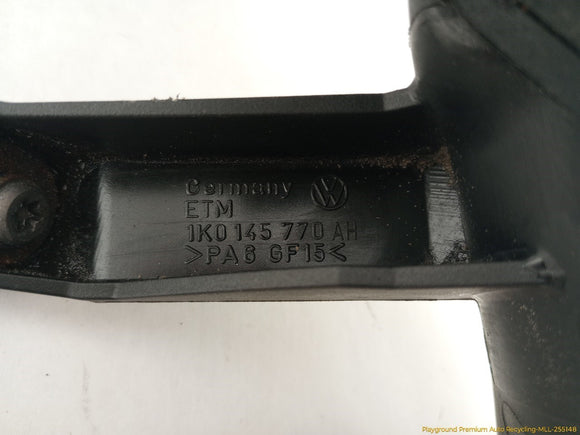 Germany
ETM
1K0 145 770 AH
>PA6 GF15<
Playground Premium Auto Recycling-MLL-255148